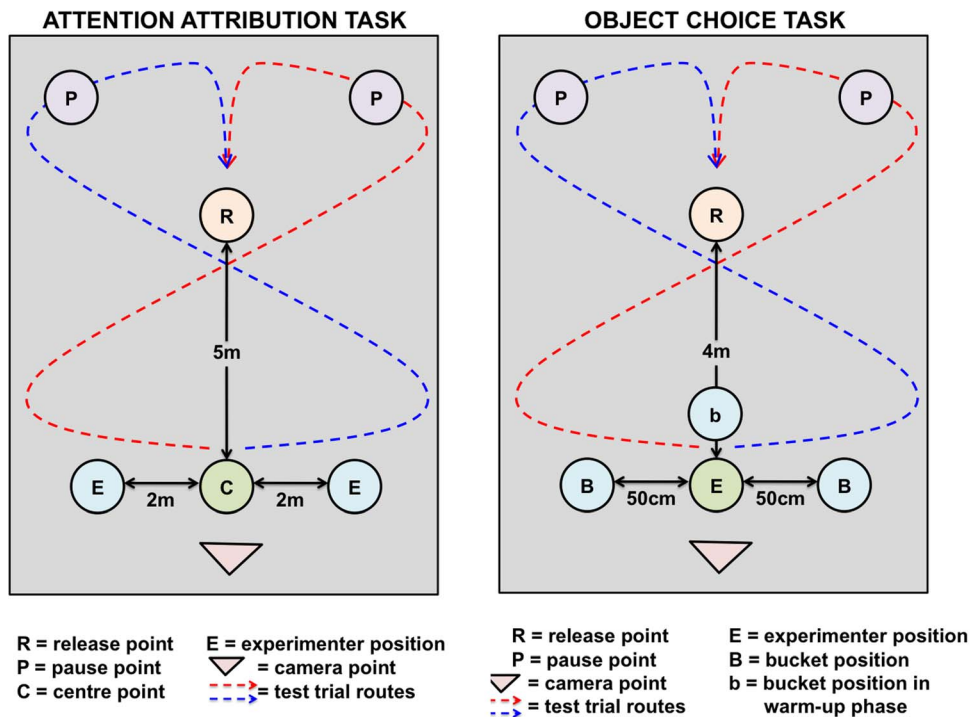 ATTENTION ATTRIBUTION TASK
P P
R
5m
E C E
2m 2m
R = release point E = experimenter position
P = pause point = camera point
C = centre point = test trial routes
OBJECT CHOICE TASK
P P
R
4m
b
B E B
50cm 50cm
R = release point E = experimenter position
P = pause point B = bucket position
= camera point b = bucket position in
= test trial routes warm-up phase